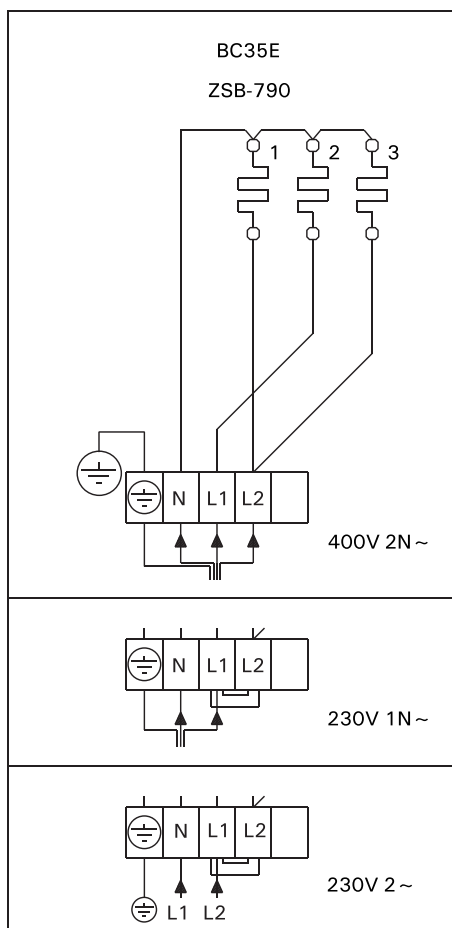 BC35E
ZSB-790
1 2 3
N L1 L2
400V 2N~
N L1 L2
230V 1N~
N L1 L2
230V 2~
L1 L2